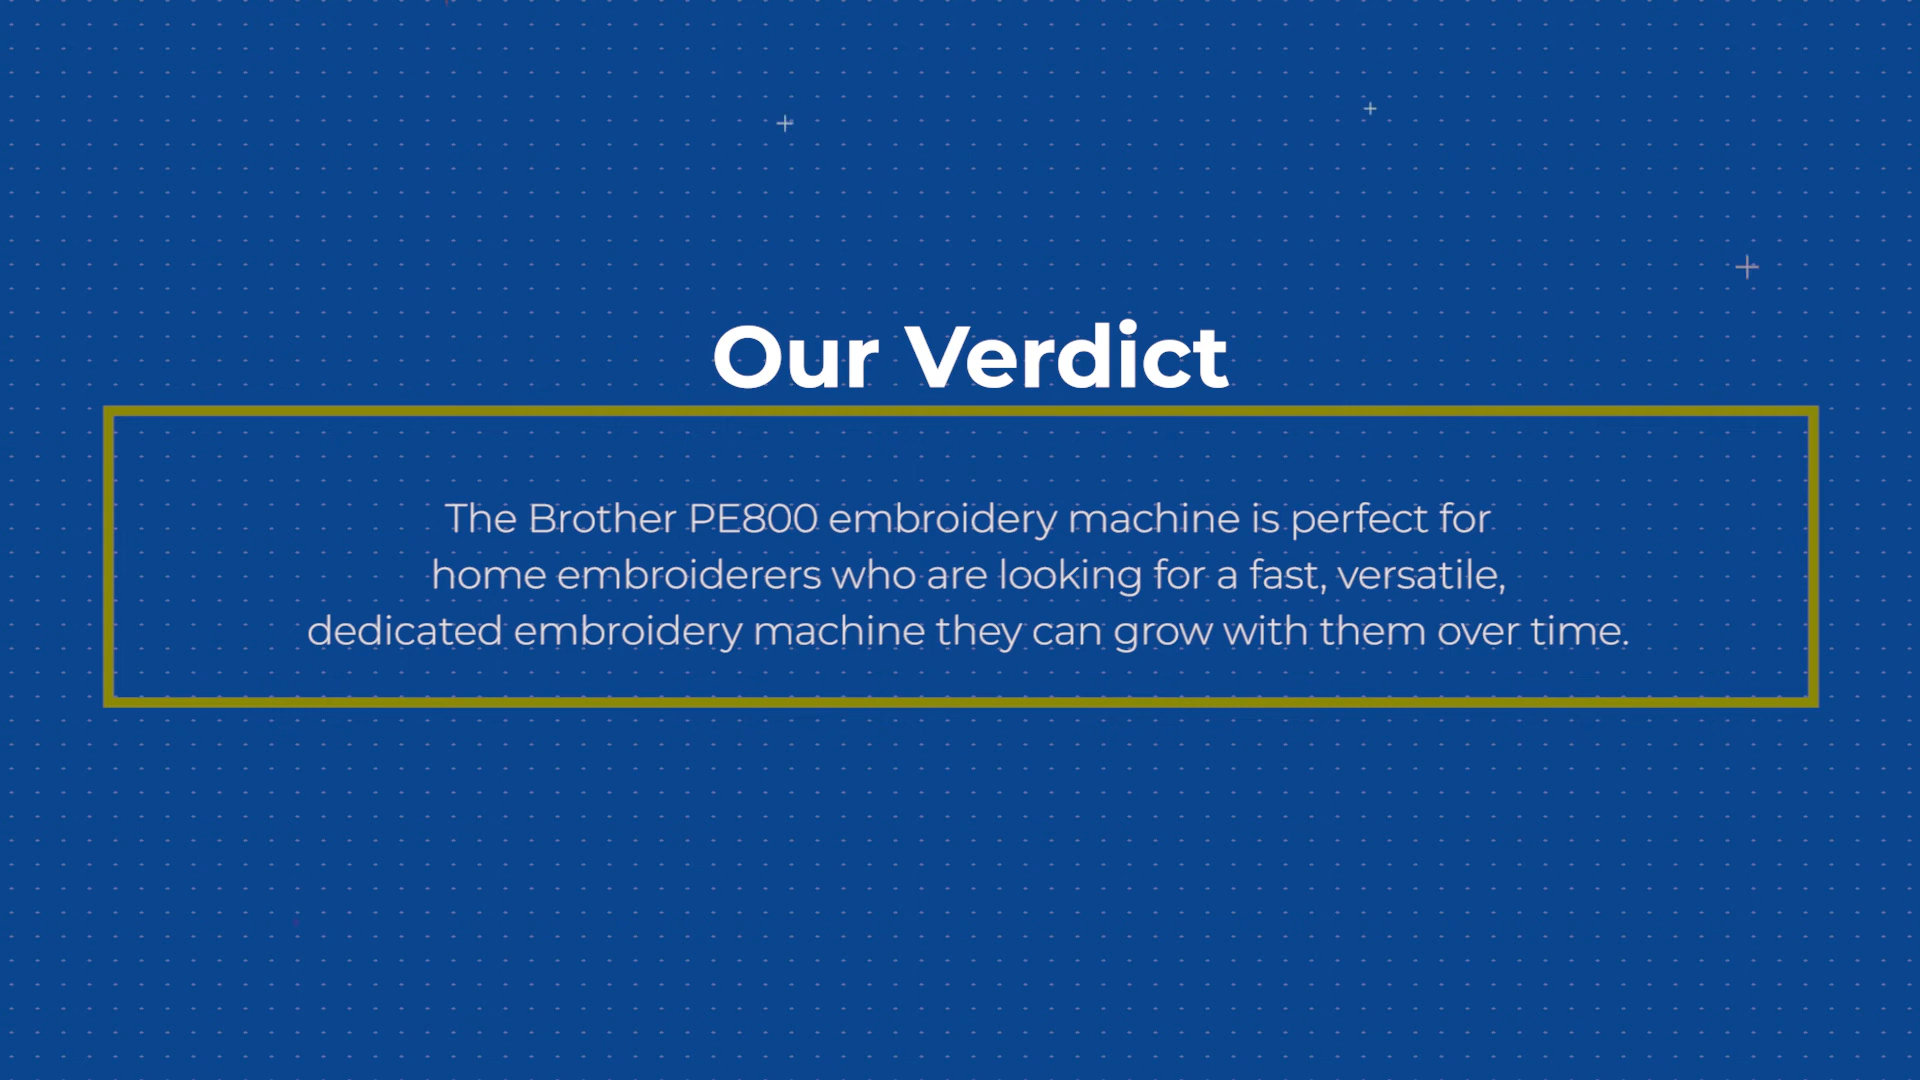 Our Verdict
The Brother PE800 embroidery machine is perfect for
home embroiderers who are looking for a fast, versatile,
dedicated embroidery machine they can grow with them over time.